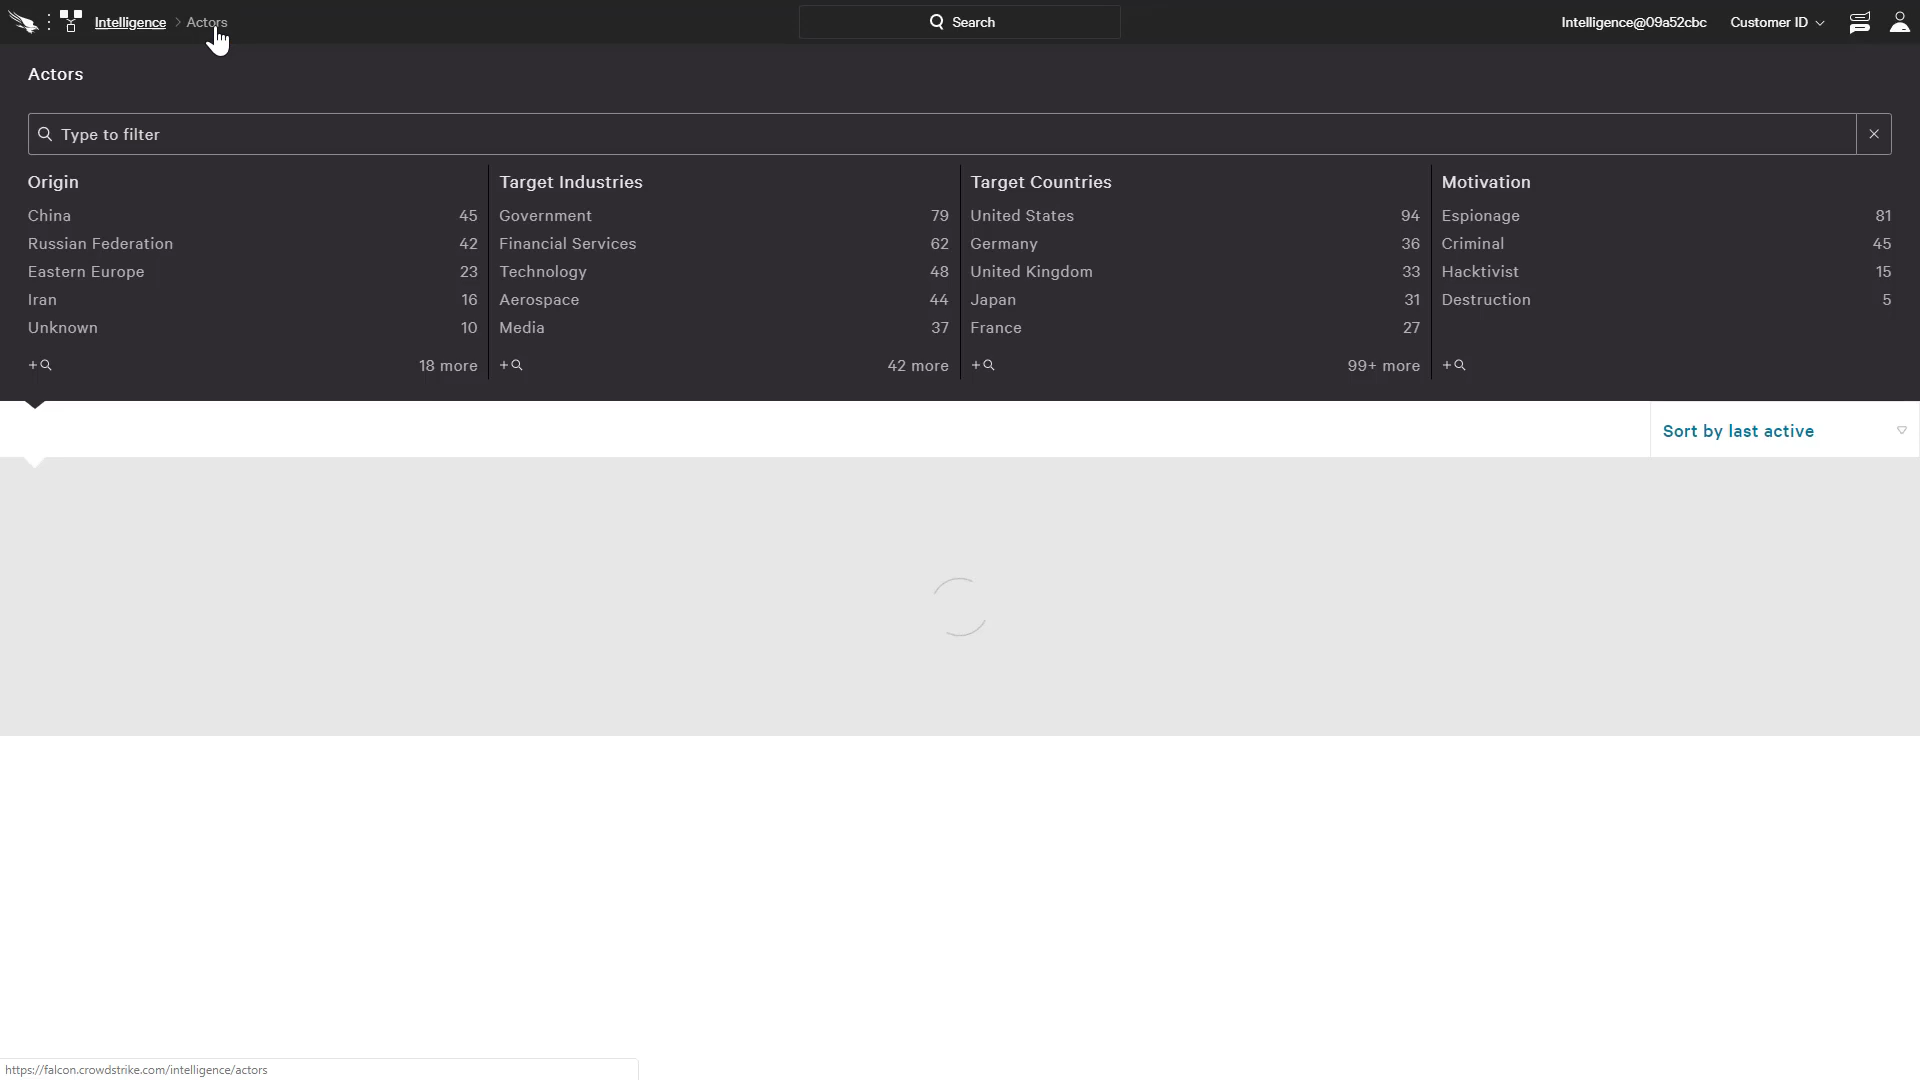 Intelligence > Actors
Search
Intelligence@09a52cbc
Customer ID
Actors
Type to filter
Origin
China 45
Russian Federation 42
Eastern Europe 23
Iran 16
Unknown 10
18 more
Target Industries
Government 79
Financial Services 62
Technology 48
Aerospace 44
Media 37
42 more
Target Countries
United States 94
Germany 36
United Kingdom 33
Japan 31
France 27
99+ more
Motivation
Espionage 81
Criminal 45
Hacktivist 15
Destruction 5
Sort by last active
https://falcon.crowdstrike.com/intelligence/actors